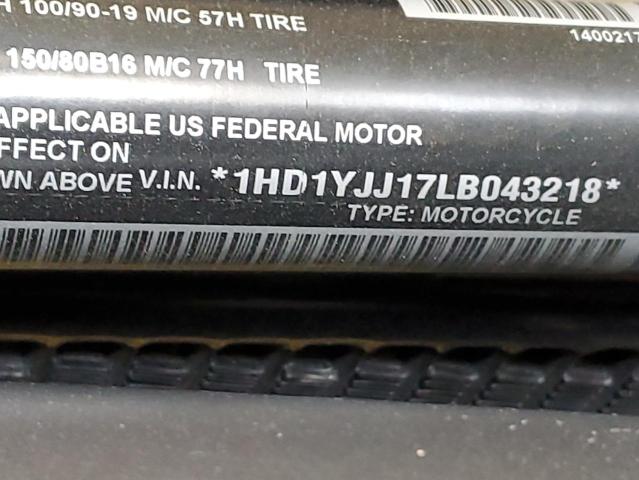 H 100/90-19 M/C 57H TIRE
1400217
150/80B16 M/C 77H TIRE
APPLICABLE US FEDERAL MOTOR
FFECT ON
WN ABOVE V.I.N. *1HD1YJJ17LB043218*
TYPE: MOTORCYCLE